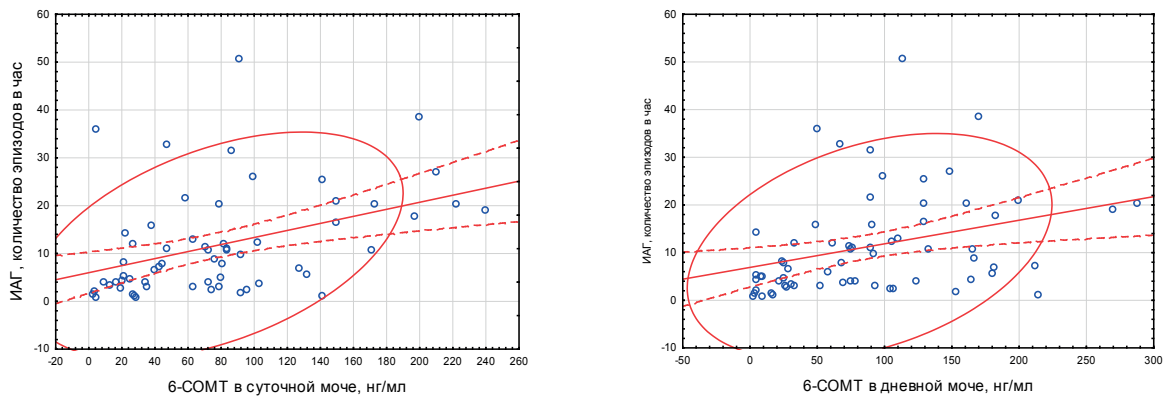 60
50
40
30
20
10
0
-10
-20 0 20 40 60 80 100 120 140 160 180 200 220 240 260
ИАГ, количество эпизодов в час
6-СОМТ в суточной моче, нг/мл
60
50
40
30
20
10
0
-10
-50 0 50 100 150 200 250 300
ИАГ, количество эпизодов в час
6-СОМТ в дневной моче, нг/мл